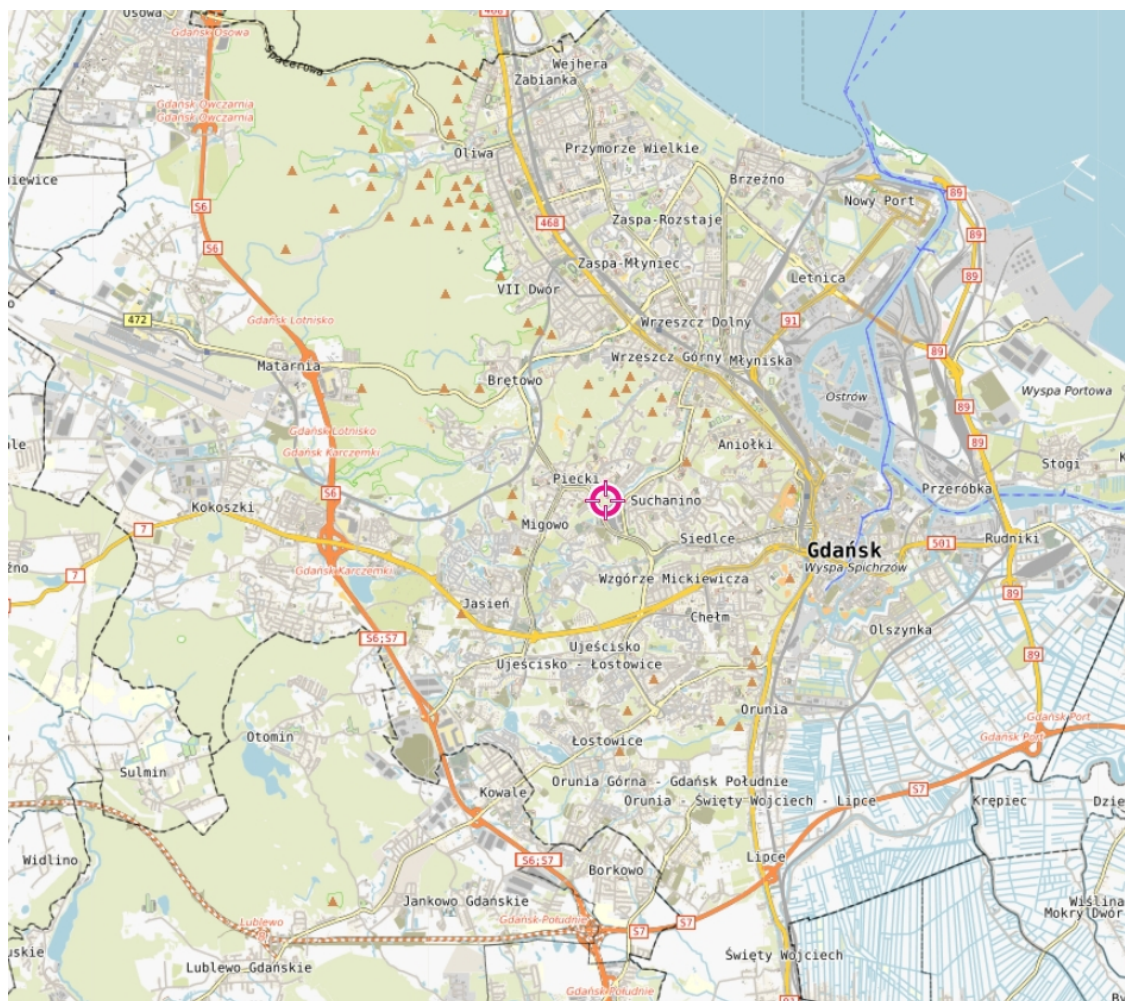 Osowa
Gdańsk Osowa
468
Wejhera
Spacerowa
Żabianka
Gdańsk Owczarnia
Gdańsk Owczarnia
Oliwa
Przymorze Wielkie
niewice
Brzeźno
89
Nowy Port
S6
468
Zaspa-Rozstaje
89
S6
Zaspa-Młyniec
Letnica
89
VII Dwór
472
Gdańsk Lotnisko
91
Wrzeszcz Dolny
89
Matarnia
Wrzeszcz Górny
Młyniska
Brętowo
Ostrów
Wyspa Portowa
89
Gdańsk Lotnisko
Aniołki
89
Gdańsk Karczemki
Stogi
Piecki
Przeróbka
S6
Kokoszki
Suchanino
Migowo
7
Siedlce
Gdańsk
501
Rudniki
Gdańsk Karczemki
Wyspa Spichrzów
7
Wzgórze Mickiewicza
89
Jasień
Chełm
Olszynka
S6;S7
Ujeścisko
89
Ujeścisko - Łostowice
Orunia
Gdańsk Port
Otomin
Łostowice
Gdańsk Port
Sulmin
Orunia Górna - Gdańsk Południe
Kowale
Orunia - Święty Wojciech - Lipce
S7
Krępiec
Widlino
S6;S7
Lipce
Borkowo
Jankowo Gdańskie
Wiślina
Lublewo
Gdańsk Południe
S7
Mokry Dwór
S7
Lublewo Gdańskie
Święty Wojciech
Gdańsk Południe